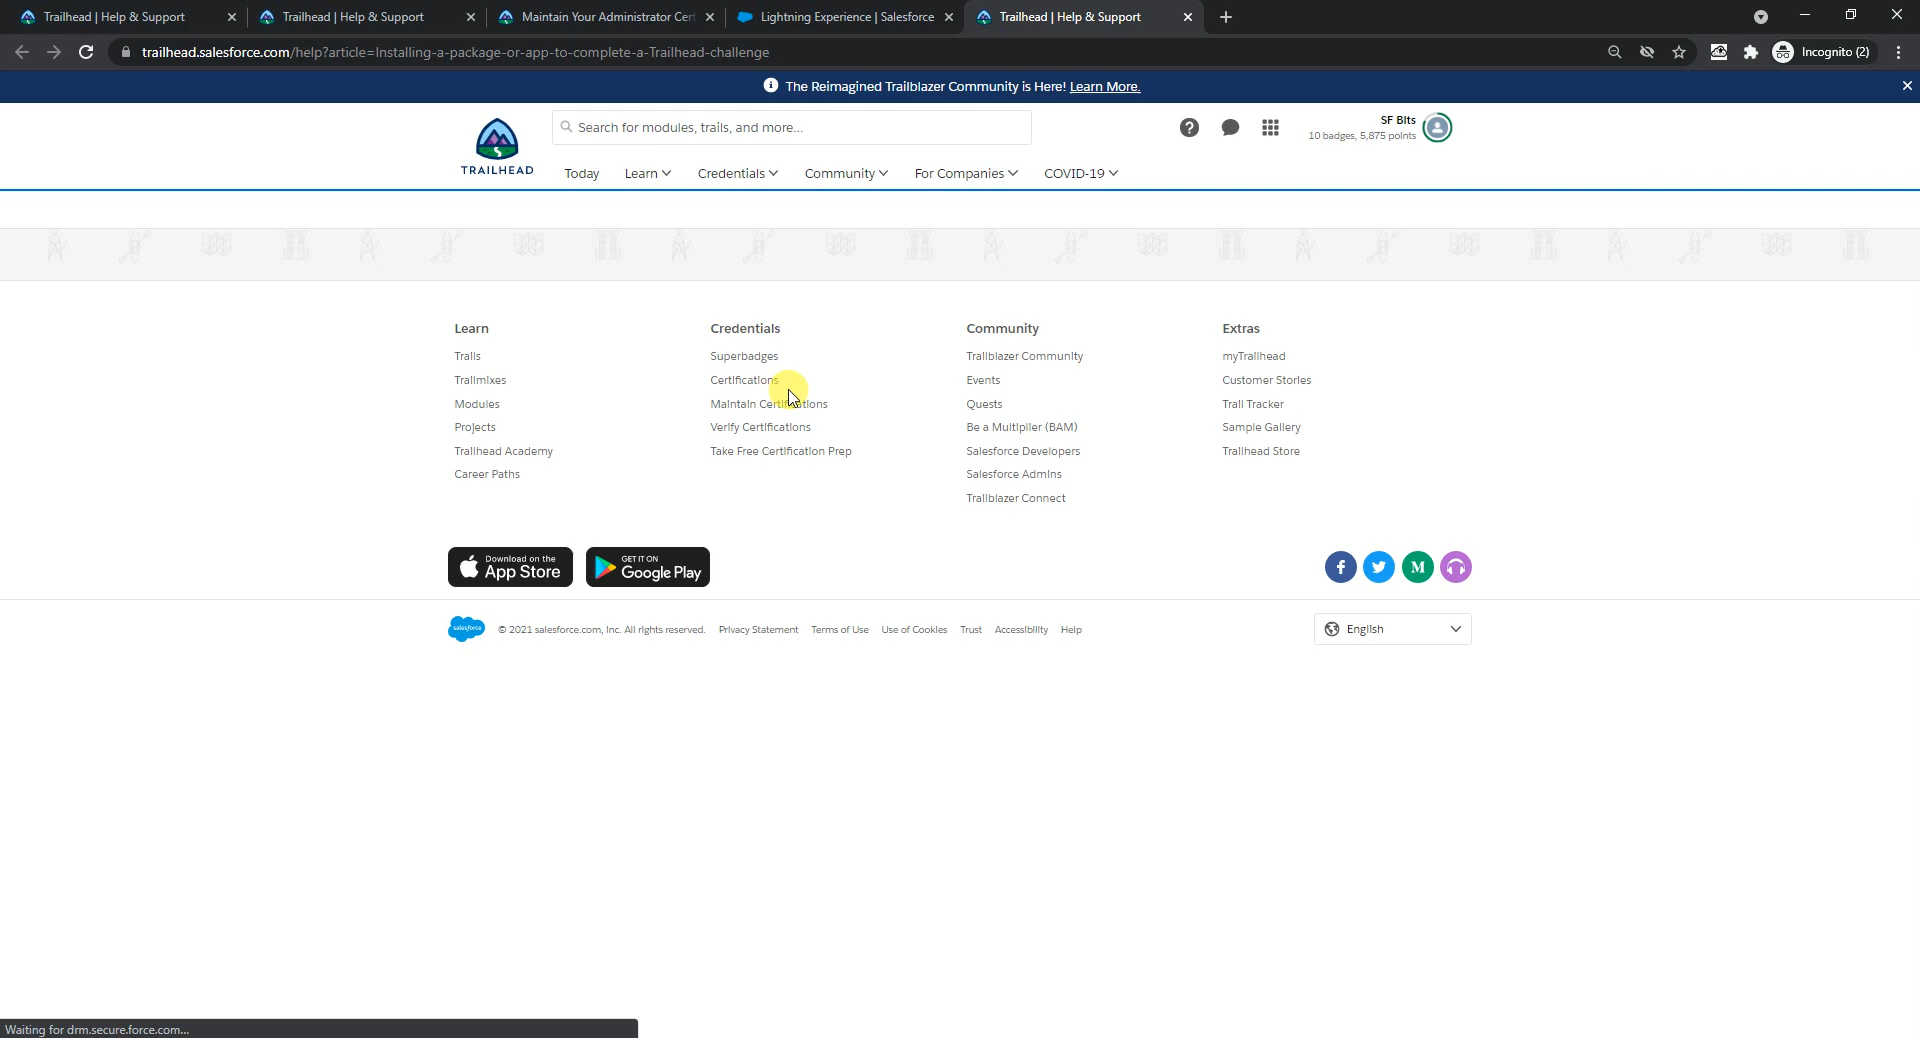 Trailhead | Help & Support
Trailhead | Help & Support
Maintain Your Administrator Cert
Lightning Experience | Salesforce
Trailhead | Help & Support
trailhead.salesforce.com/help?article=Installing-a-package-or-app-to-complete-a-Trailhead-challenge
Incognito (2)
The Reimagined Trailblazer Community is Here! Learn More.
TRAILHEAD
Search for modules, trails, and more...
SF Bits
10 badges, 5,875 points
Today
Learn
Credentials
Community
For Companies
COVID-19
Learn
Trails
Trailmixes
Modules
Projects
Trailhead Academy
Career Paths
Credentials
Superbadges
Certifications
Maintain Certifications
Verify Certifications
Take Free Certification Prep
Community
Trailblazer Community
Events
Quests
Be a Multiplier (BAM)
Salesforce Developers
Salesforce Admins
Trailblazer Connect
Extras
myTrailhead
Customer Stories
Trail Tracker
Sample Gallery
Trailhead Store
Download on the
App Store
GET IT ON
Google Play
salesforce
© 2021 salesforce.com, inc. All rights reserved.
Privacy Statement
Terms of Use
Use of Cookies
Trust
Accessibility
Help
English
Waiting for drm.secure.force.com...